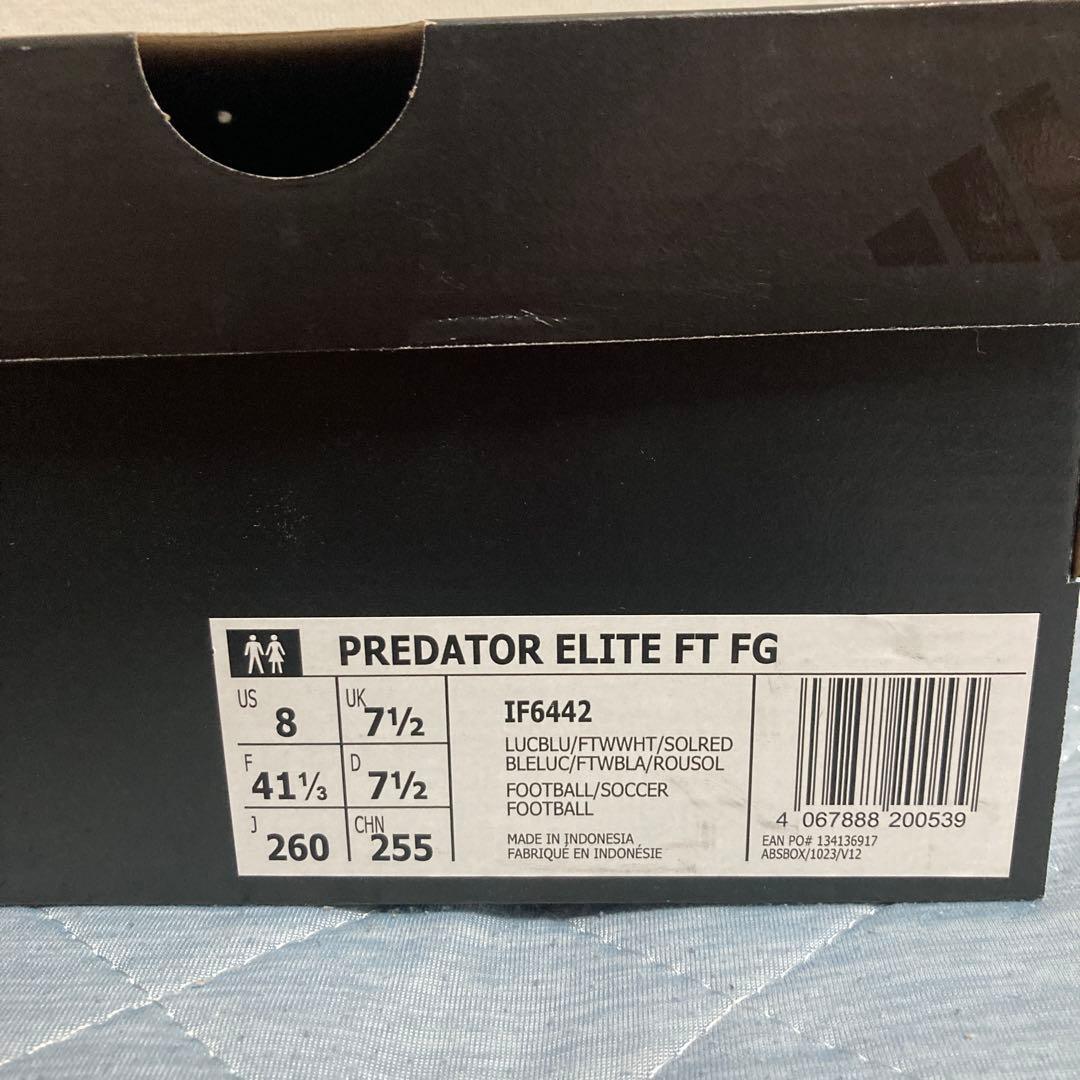 PREDATOR ELITE FT FG
US 8 UK 7½
F 41⅓ D 7½
J 260 CHN 255
IF6442
LUCBLU/FTWWHT/SOLRED
BLELUC/FTWBLA/ROUSOL
FOOTBALL/SOCCER
FOOTBALL
MADE IN INDONESIA
FABRIQUÉ EN INDONÉSIE
4 067888 200539
EAN PO# 134136917
ABSBOX/1023/V12